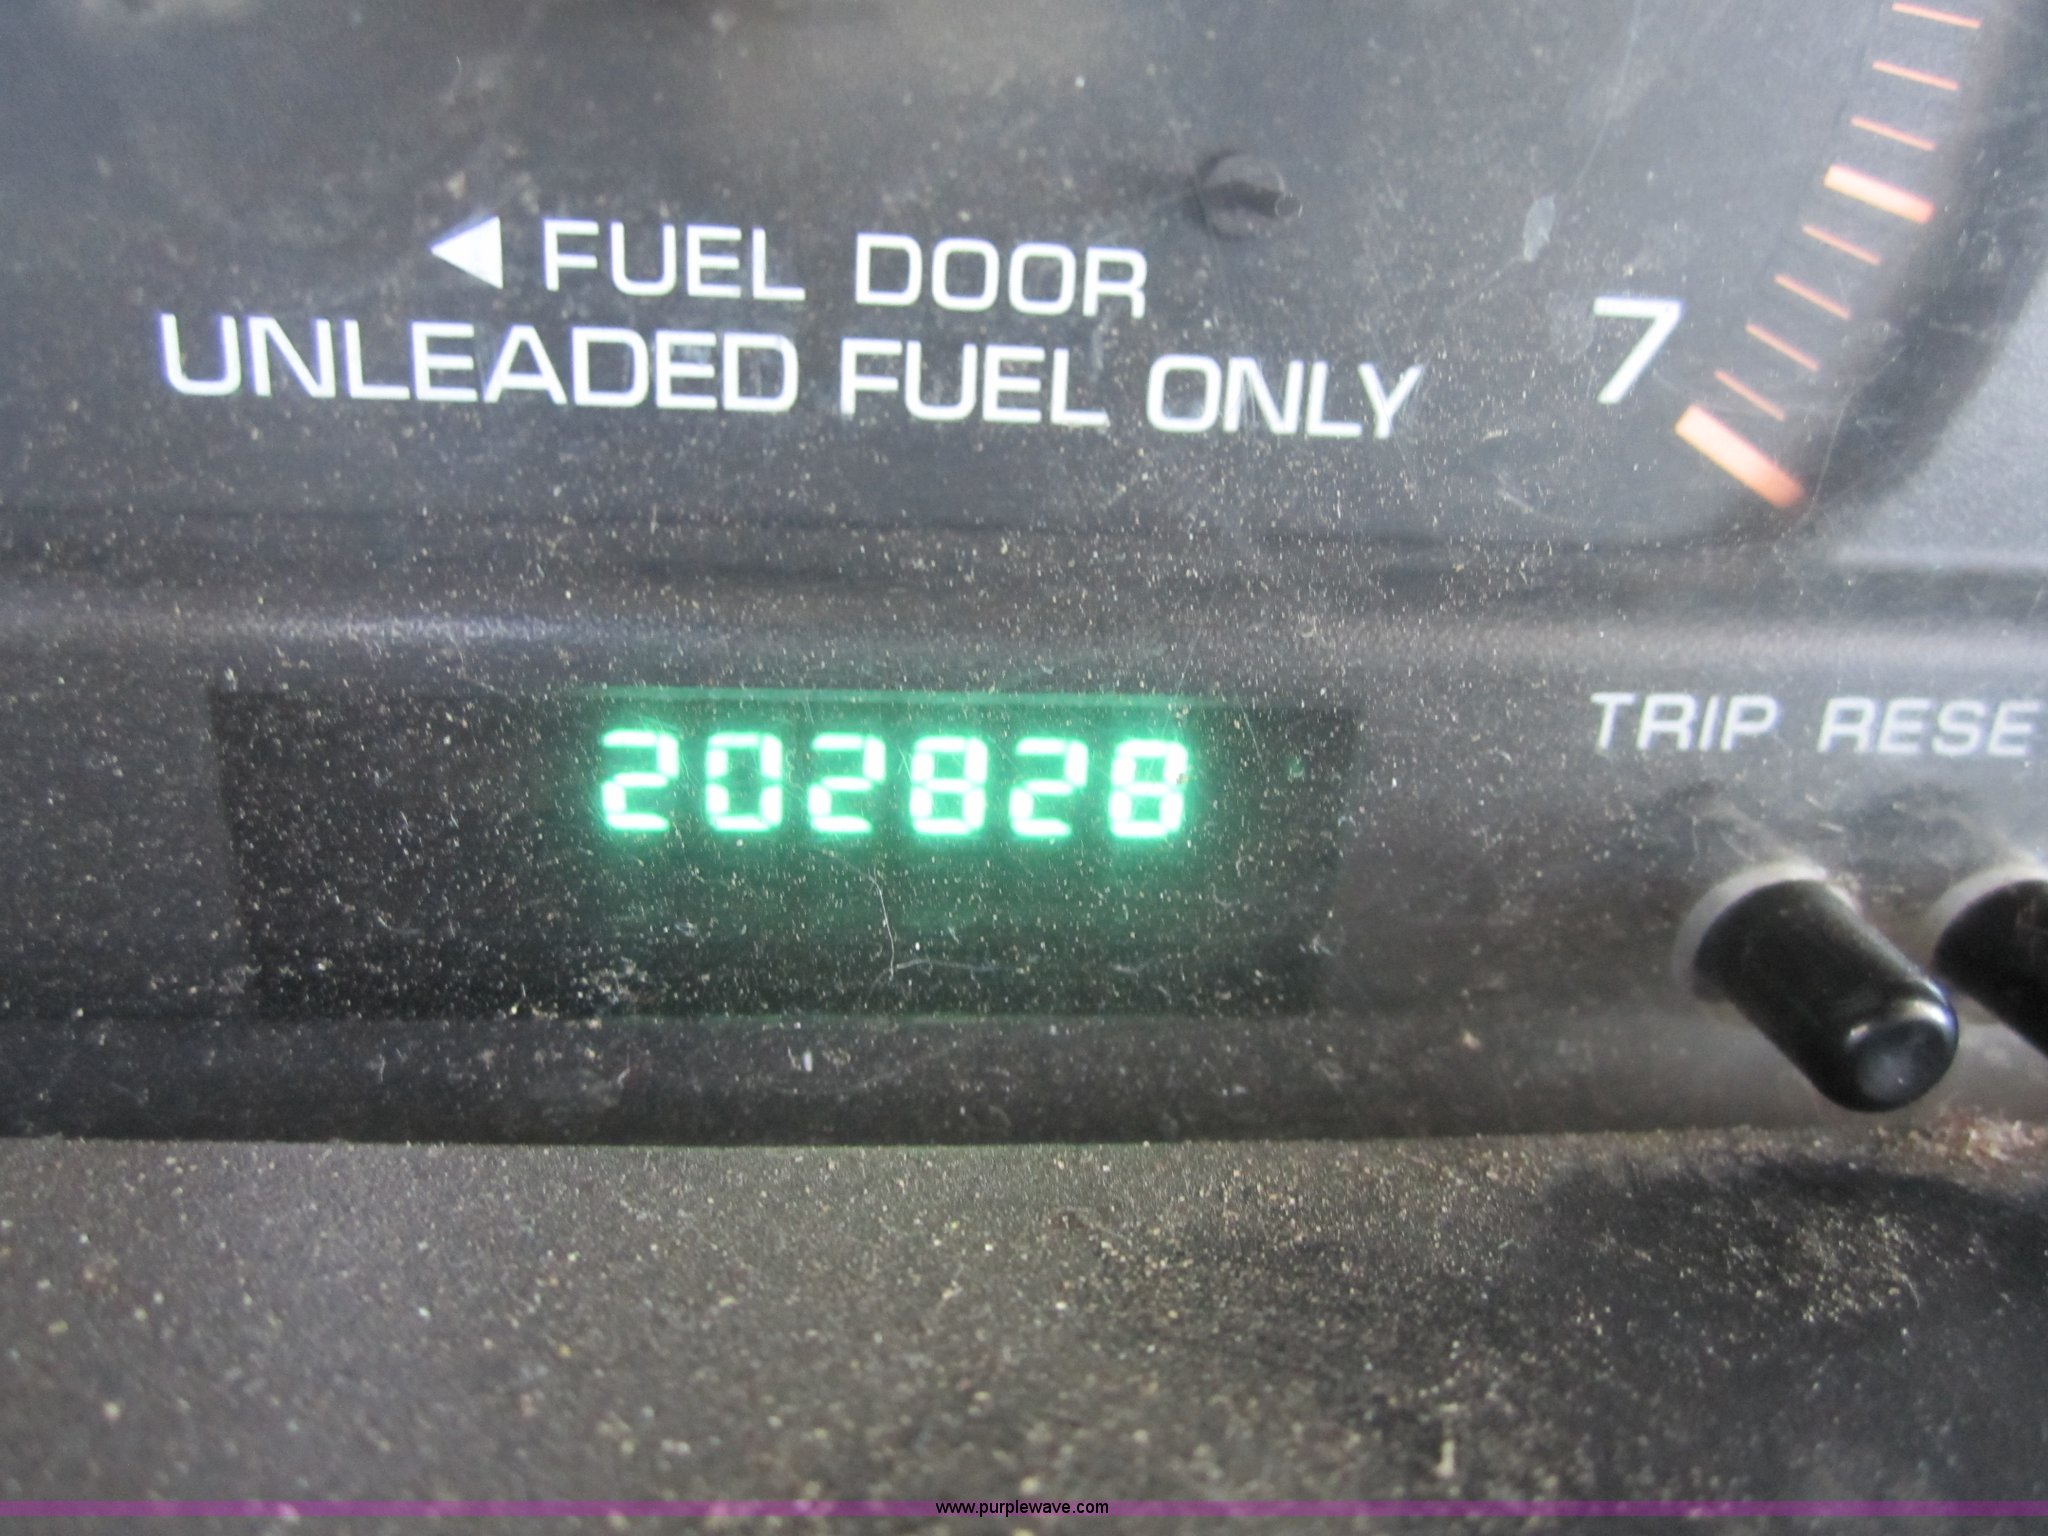 ◀ FUEL DOOR
UNLEADED FUEL ONLY
7
202828
TRIP RESE
www.purplewave.com